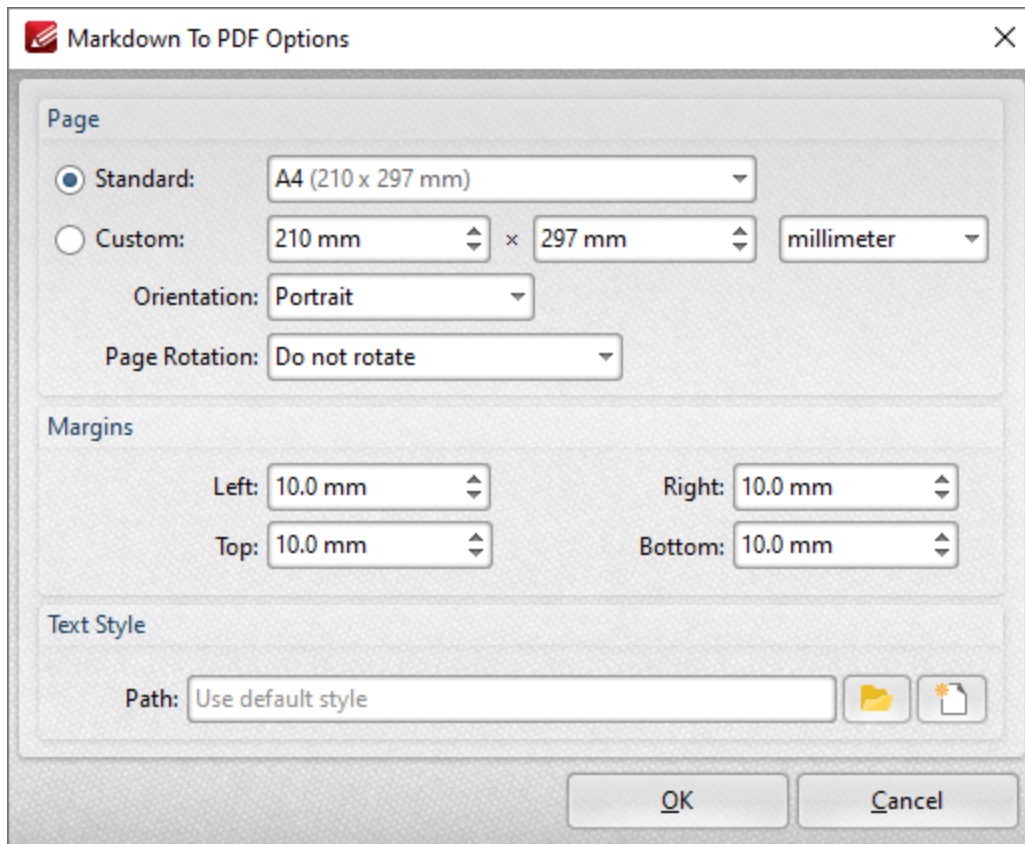 Markdown To PDF Options
Page
Standard: A4 (210 x 297 mm)
Custom: 210 mm × 297 mm millimeter
Orientation: Portrait
Page Rotation: Do not rotate
Margins
Left: 10.0 mm Right: 10.0 mm
Top: 10.0 mm Bottom: 10.0 mm
Text Style
Path: Use default style
OK Cancel